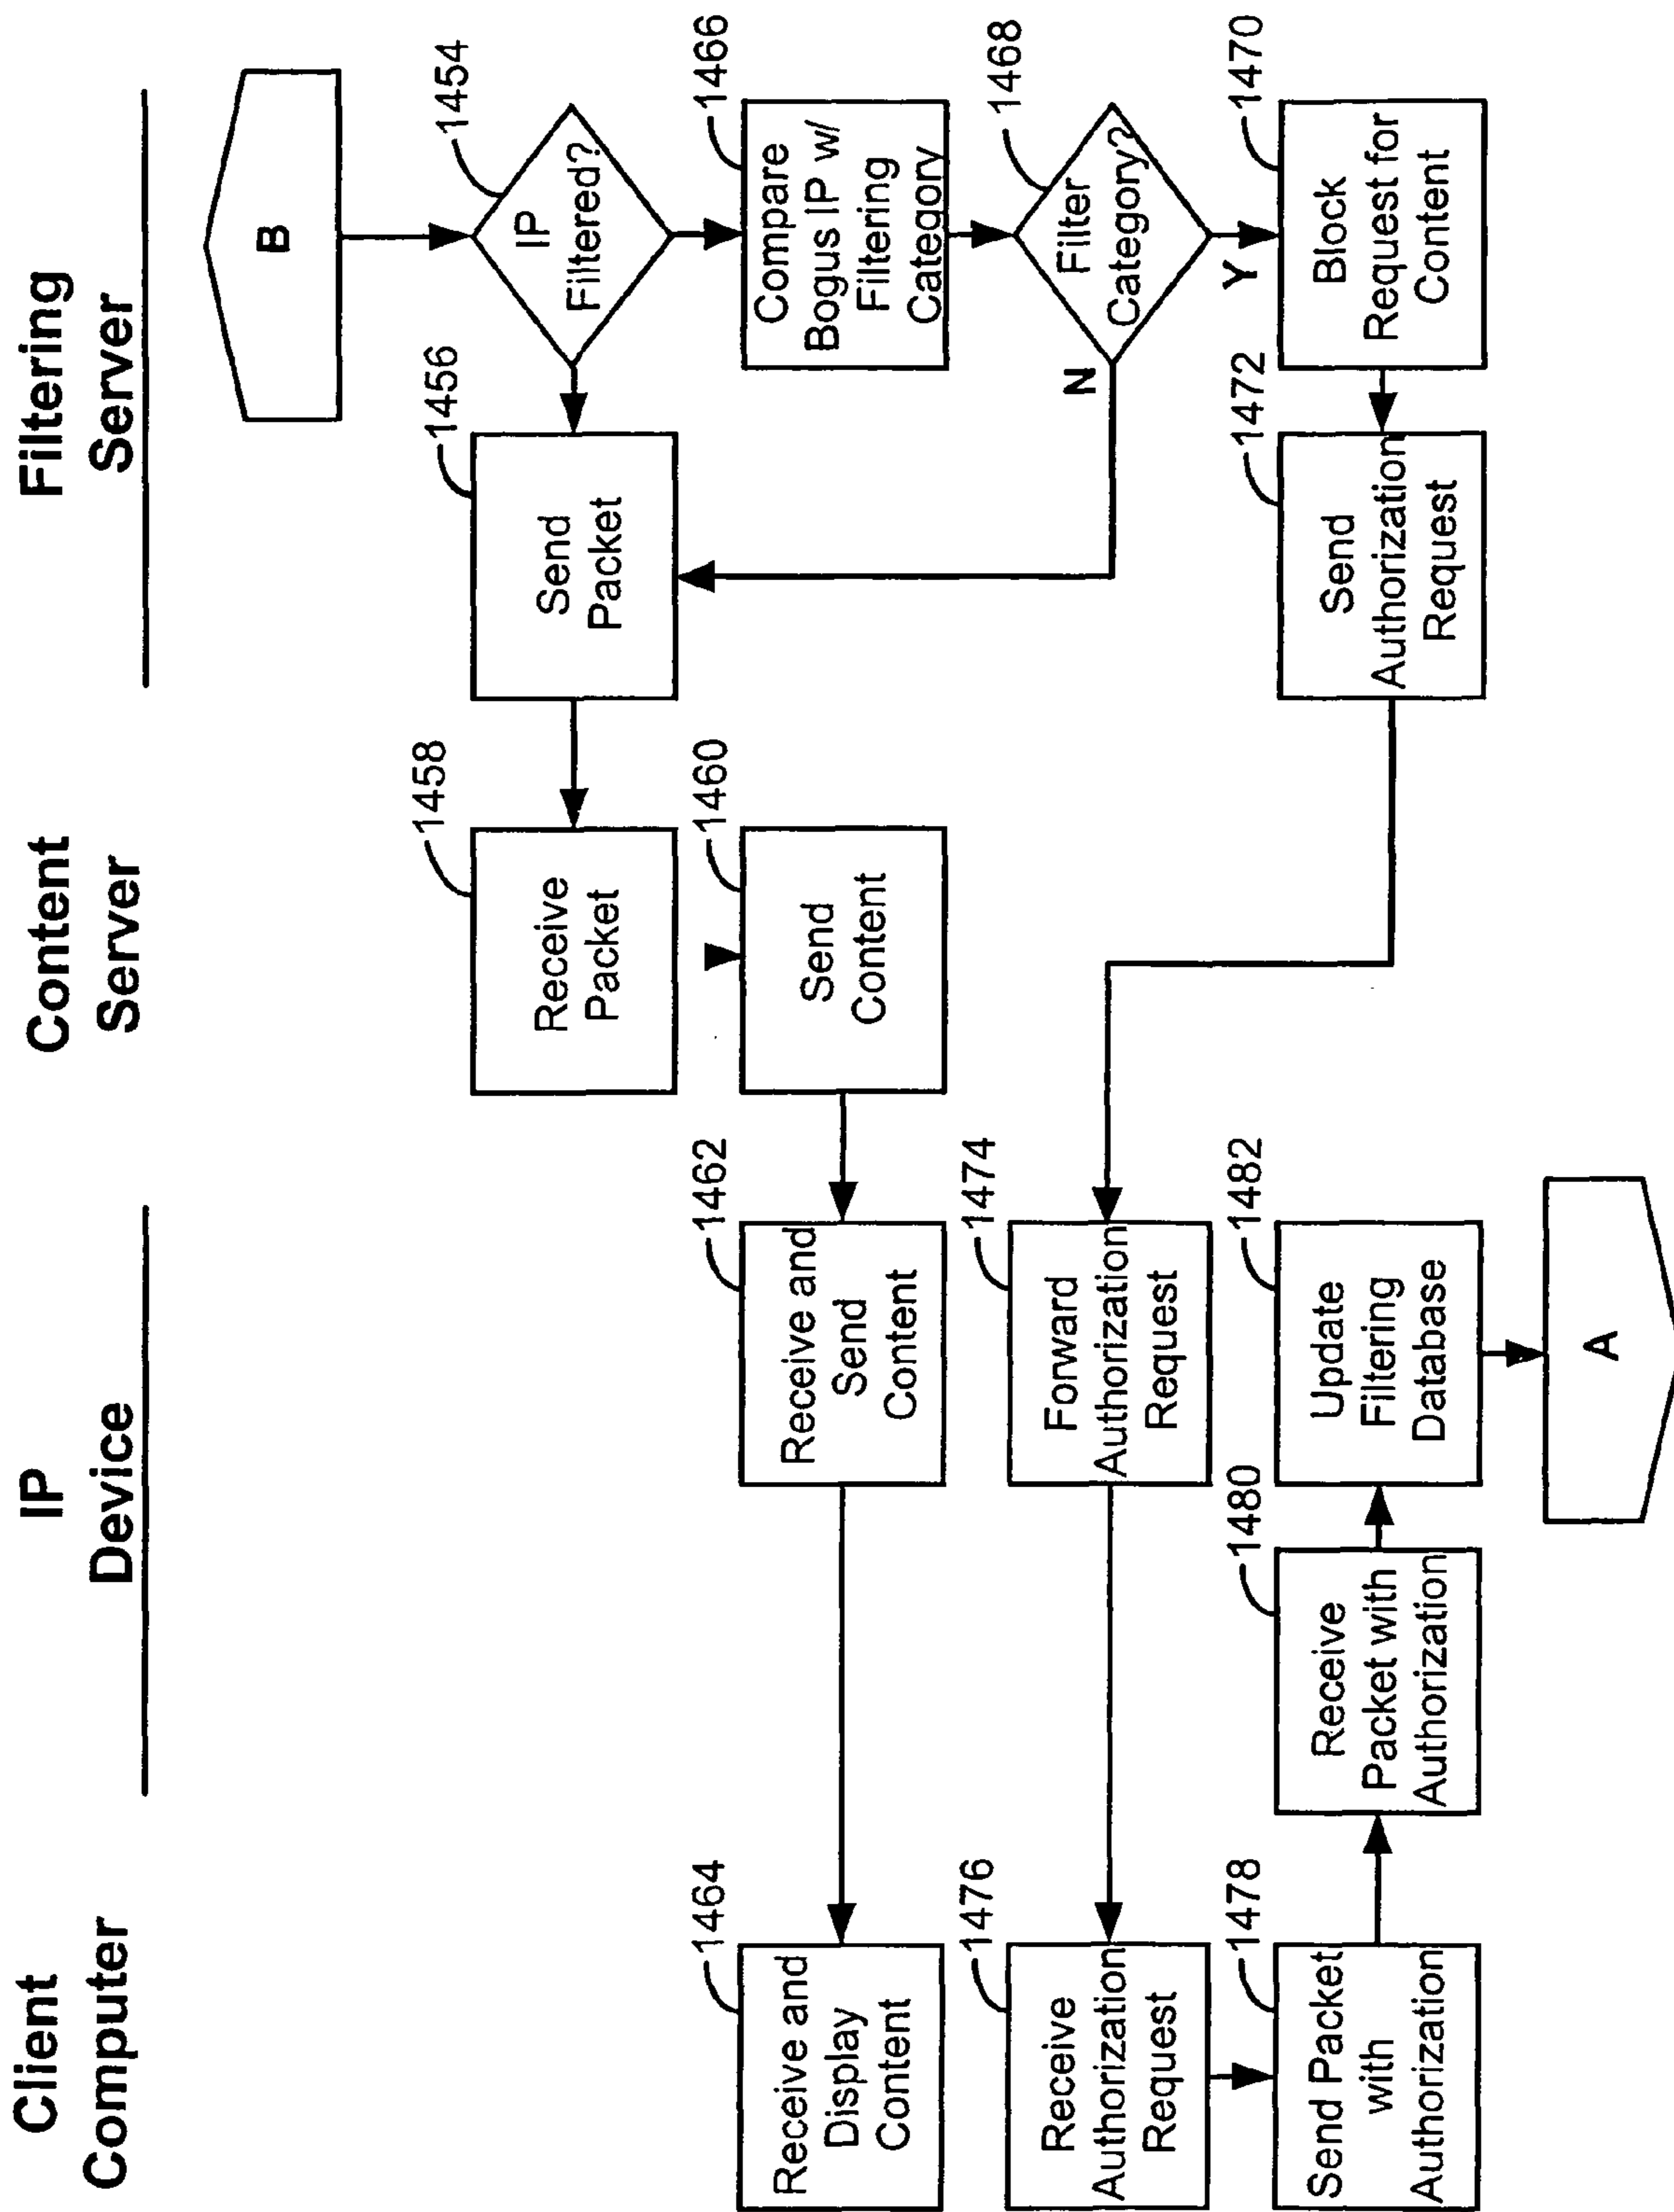 Client
Computer
IP
Device
Content
Server
Filtering
Server
B
1454
IP
Filtered?
1456
Send
Packet
1458
Receive
Packet
1460
Send
Content
1462
Receive and
Send
Content
1464
Receive and
Display
Content
1466
Compare
Bogus IP w/
Filtering
Category
1468
Filter
Category?
N
Y
1470
Block
Request for
Content
1472
Send
Authorization
Request
1474
Forward
Authorization
Request
1476
Receive
Authorization
Request
1478
Send Packet
with
Authorization
1480
Receive
Packet with
Authorization
1482
Update
Filtering
Database
A